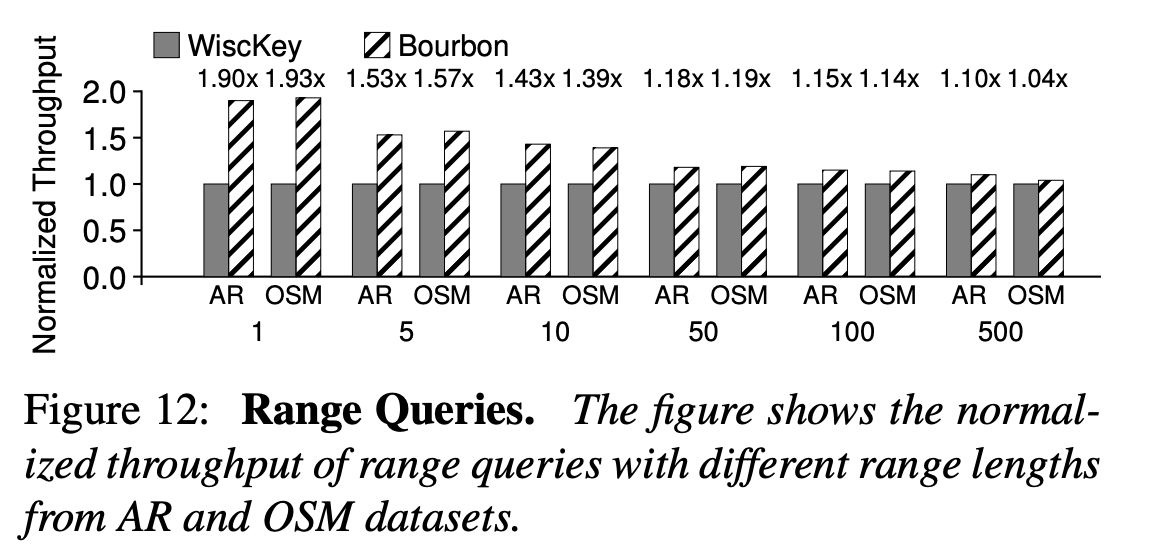 WiscKey Bourbon
1.90x 1.93x 1.53x 1.57x 1.43x 1.39x 1.18x 1.19x 1.15x 1.14x 1.10x 1.04x
Normalized Throughput
2.0
1.5
1.0
0.5
0.0
AR OSM AR OSM AR OSM AR OSM AR OSM AR OSM
1 5 10 50 100 500
Figure 12: Range Queries. The figure shows the normal-
ized throughput of range queries with different range lengths
from AR and OSM datasets.